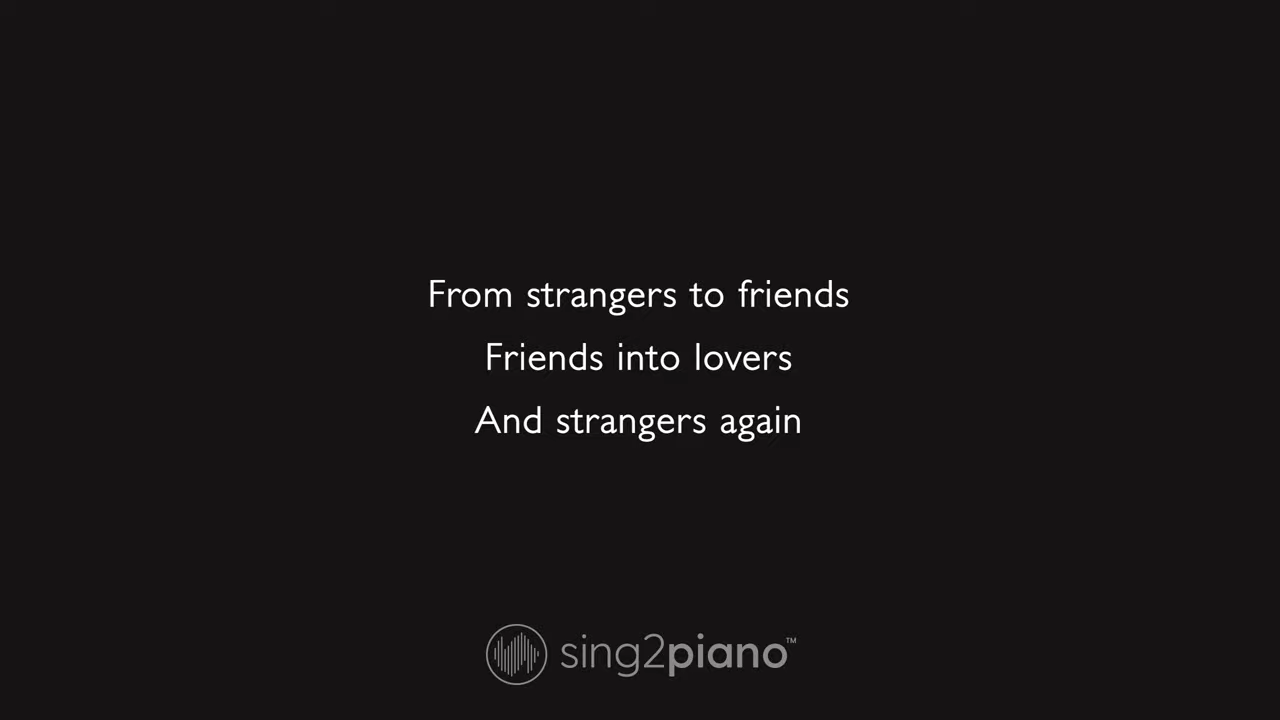 From strangers to friends
Friends into lovers
And strangers again
sing2piano™